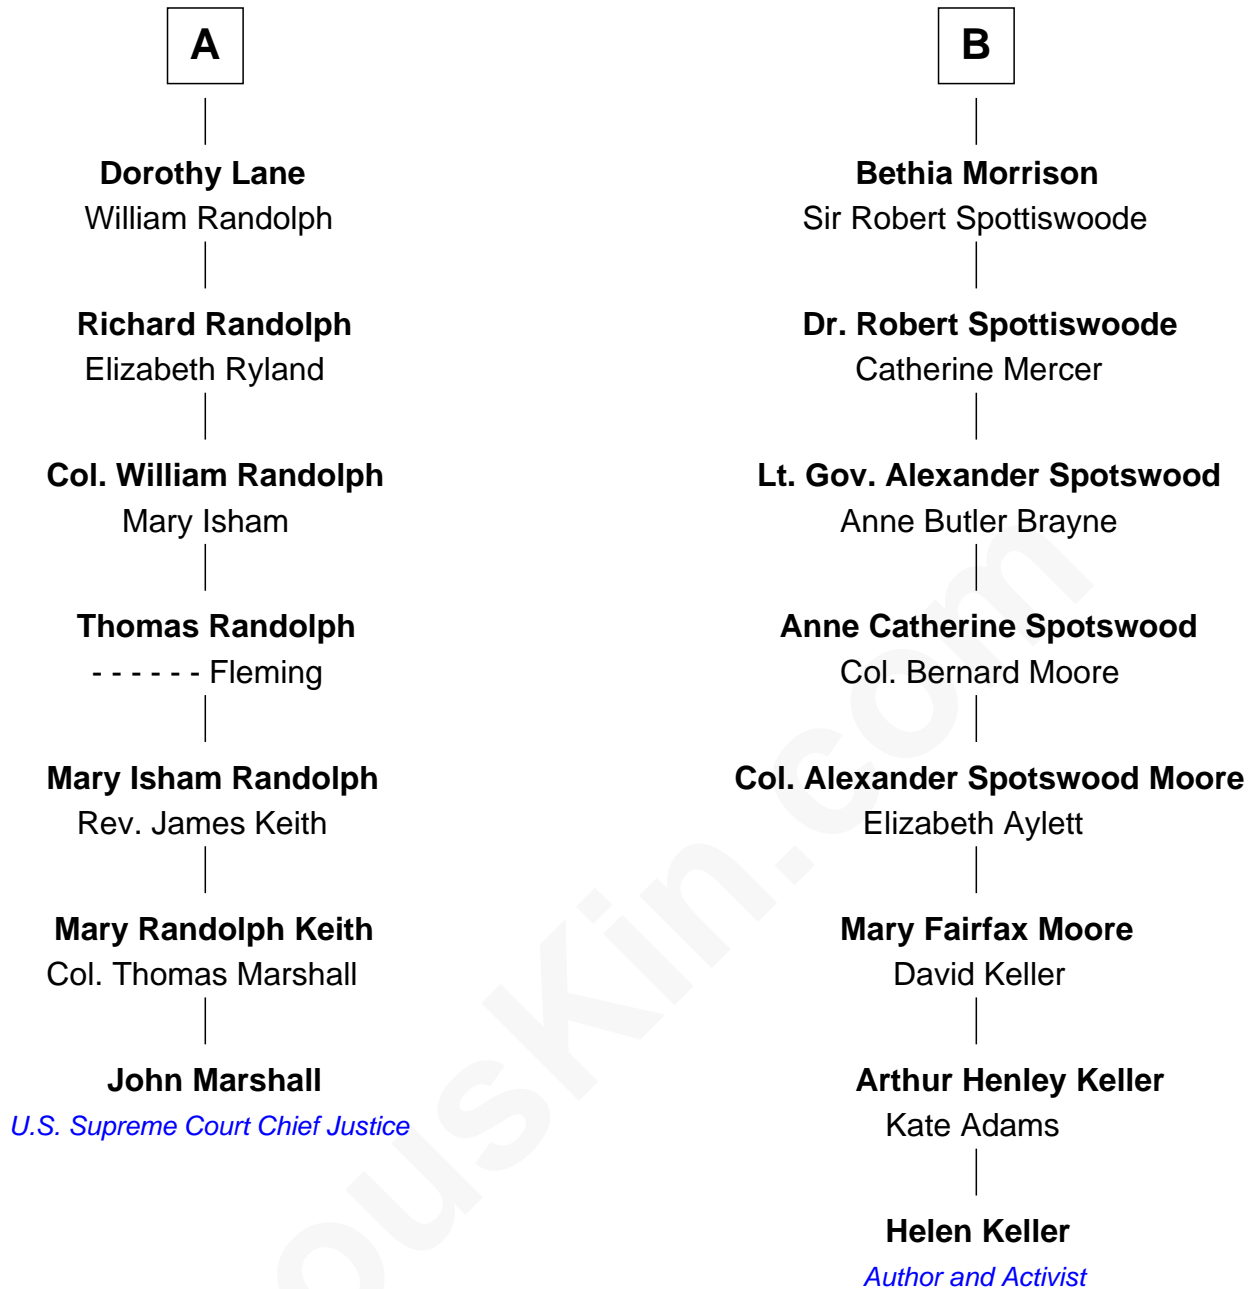 A
Dorothy Lane
William Randolph
Richard Randolph
Elizabeth Ryland
Col. William Randolph
Mary Isham
Thomas Randolph
- - - - - - Fleming
Mary Isham Randolph
Rev. James Keith
Mary Randolph Keith
Col. Thomas Marshall
John Marshall
U.S. Supreme Court Chief Justice
B
Bethia Morrison
Sir Robert Spottiswoode
Dr. Robert Spottiswoode
Catherine Mercer
Lt. Gov. Alexander Spotswood
Anne Butler Brayne
Anne Catherine Spotswood
Col. Bernard Moore
Col. Alexander Spotswood Moore
Elizabeth Aylett
Mary Fairfax Moore
David Keller
Arthur Henley Keller
Kate Adams
Helen Keller
Author and Activist
ousKin.com